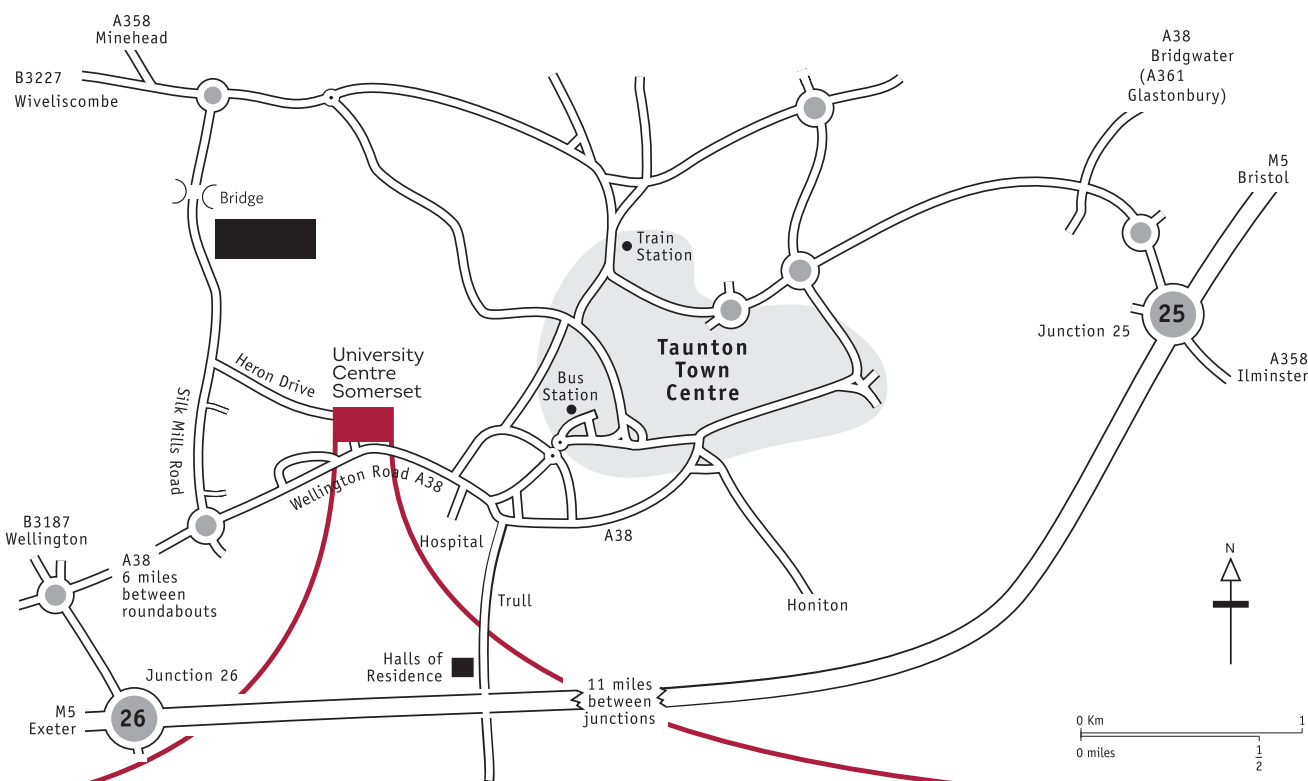 A358
Minehead
B3227
Wiveliscombe
A38
Bridgwater
(A361
Glastonbury)
M5
Bristol
Bridge
Train
Station
25
Junction 25
A358
Ilminster
Taunton
Town
Centre
University
Centre
Somerset
Heron Drive
Bus
Station
Silk Mills Road
Wellington Road A38
B3187
Wellington
A38
6 miles
between
roundabouts
Hospital
A38
Trull
Honiton
N
Halls of
Residence
Junction 26
26
M5
Exeter
11 miles
between
junctions
0 Km 1
0 miles 1/2